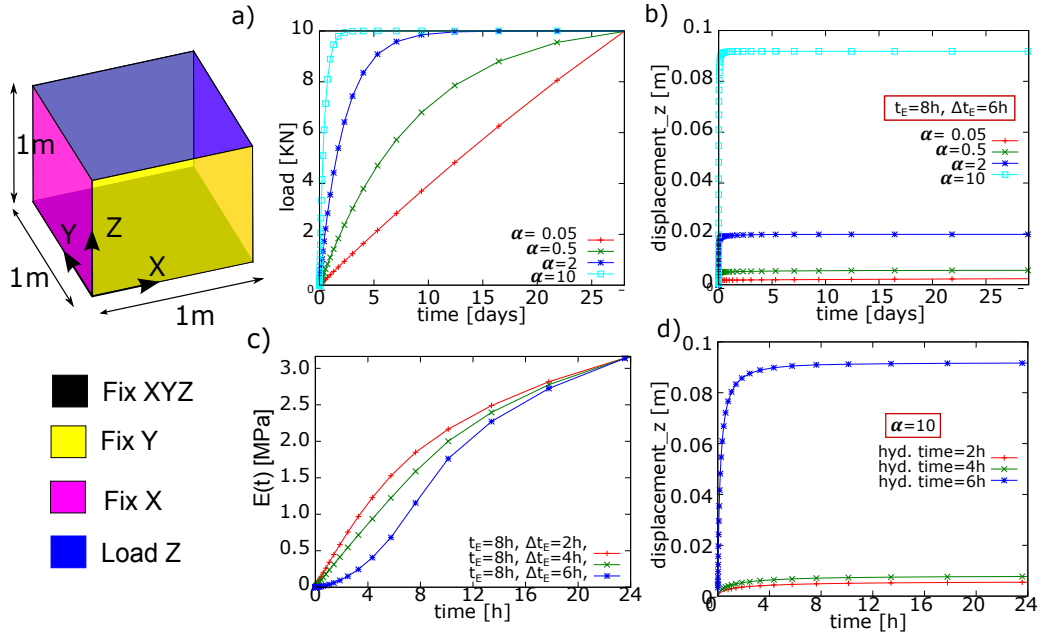 a)
10
8
6
4
2
0
load [KN]
α= 0.05
α=0.5
α=2
α=10
0
5
10
15
20
25
time [days]
b)
0.1
0.08
0.06
0.04
0.02
0
displacement_z [m]
tE=8h, ΔtE=6h
α= 0.05
α=0.5
α=2
α=10
0
5
10
15
20
25
time [days]
1m
Y
Z
X
1m
1m
Fix XYZ
Fix Y
Fix X
Load Z
c)
3.0
2.5
2.0
1.5
1.0
0.5
0
E(t) [MPa]
tE=8h, ΔtE=2h,
tE=8h, ΔtE=4h,
tE=8h, ΔtE=6h,
0
4
8
12
16
20
24
time [h]
d)
0.1
0.08
0.06
0.04
0.02
0
displacement_z [m]
α=10
hyd. time=2h
hyd. time=4h
hyd. time=6h
0
4
8
12
16
20
24
time [h]